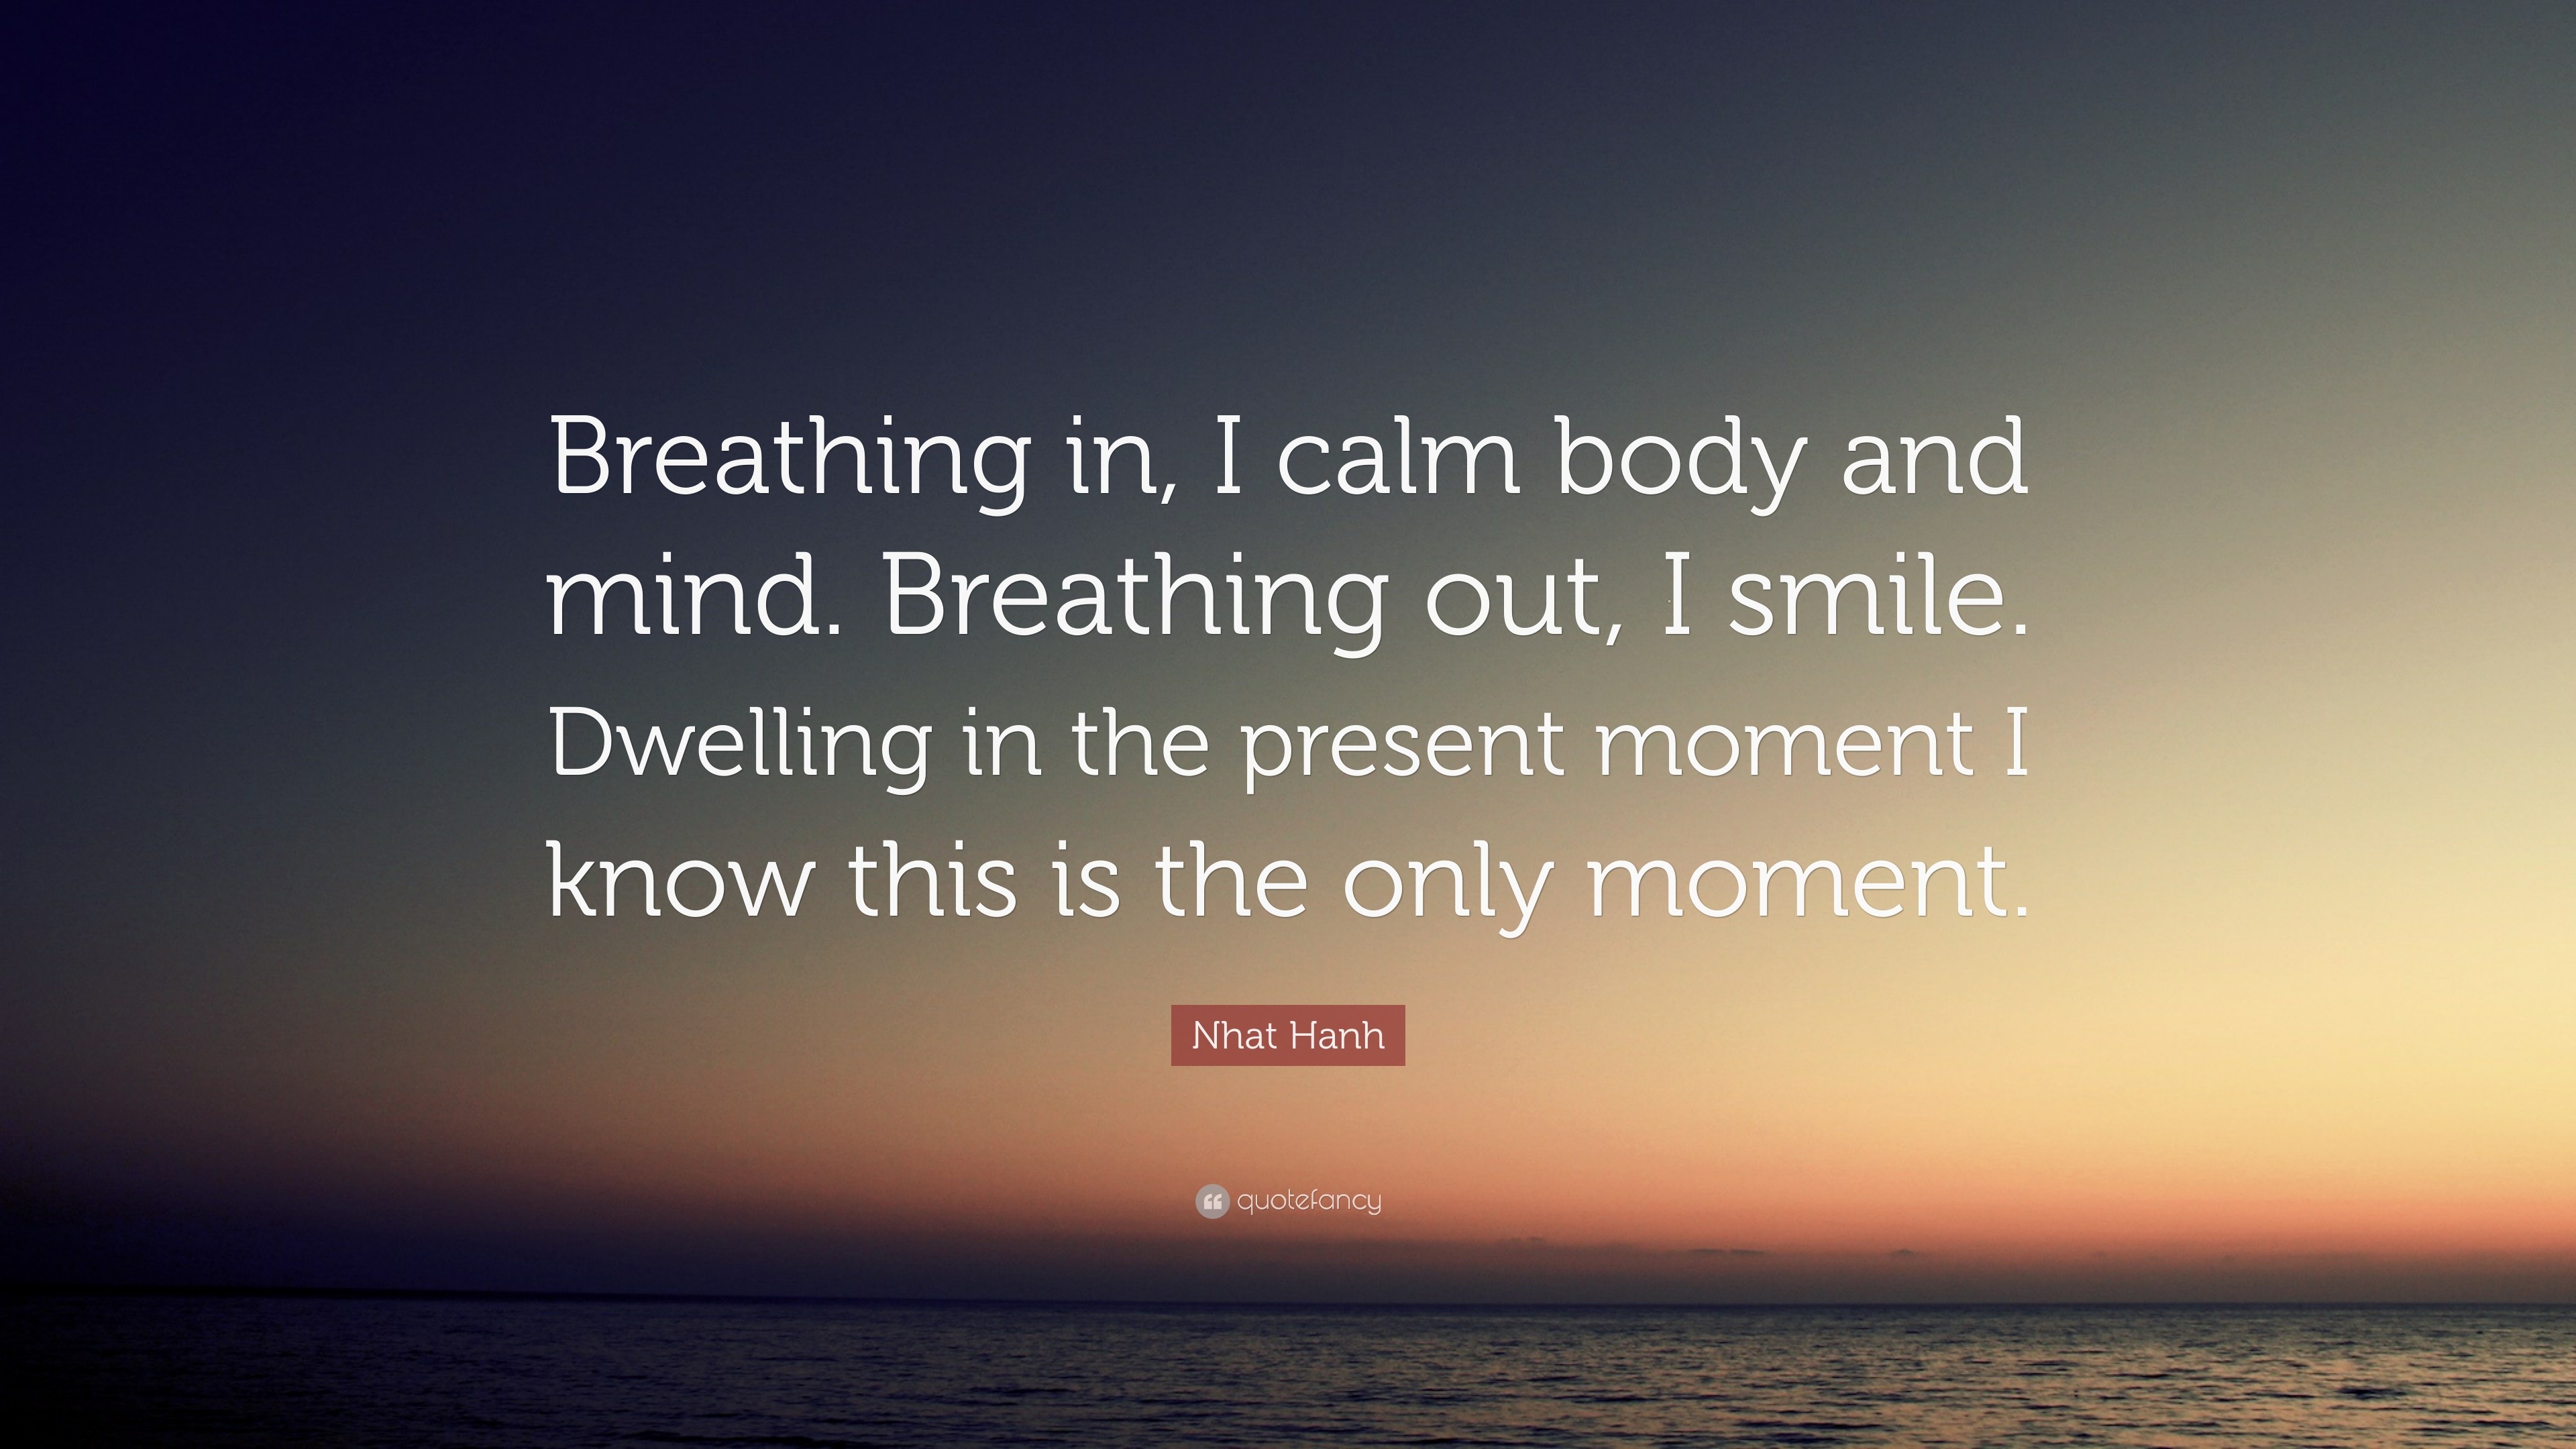 Breathing in, I calm body and
mind. Breathing out, I smile.
Dwelling in the present moment I
know this is the only moment.
Nhat Hanh
quotefancy